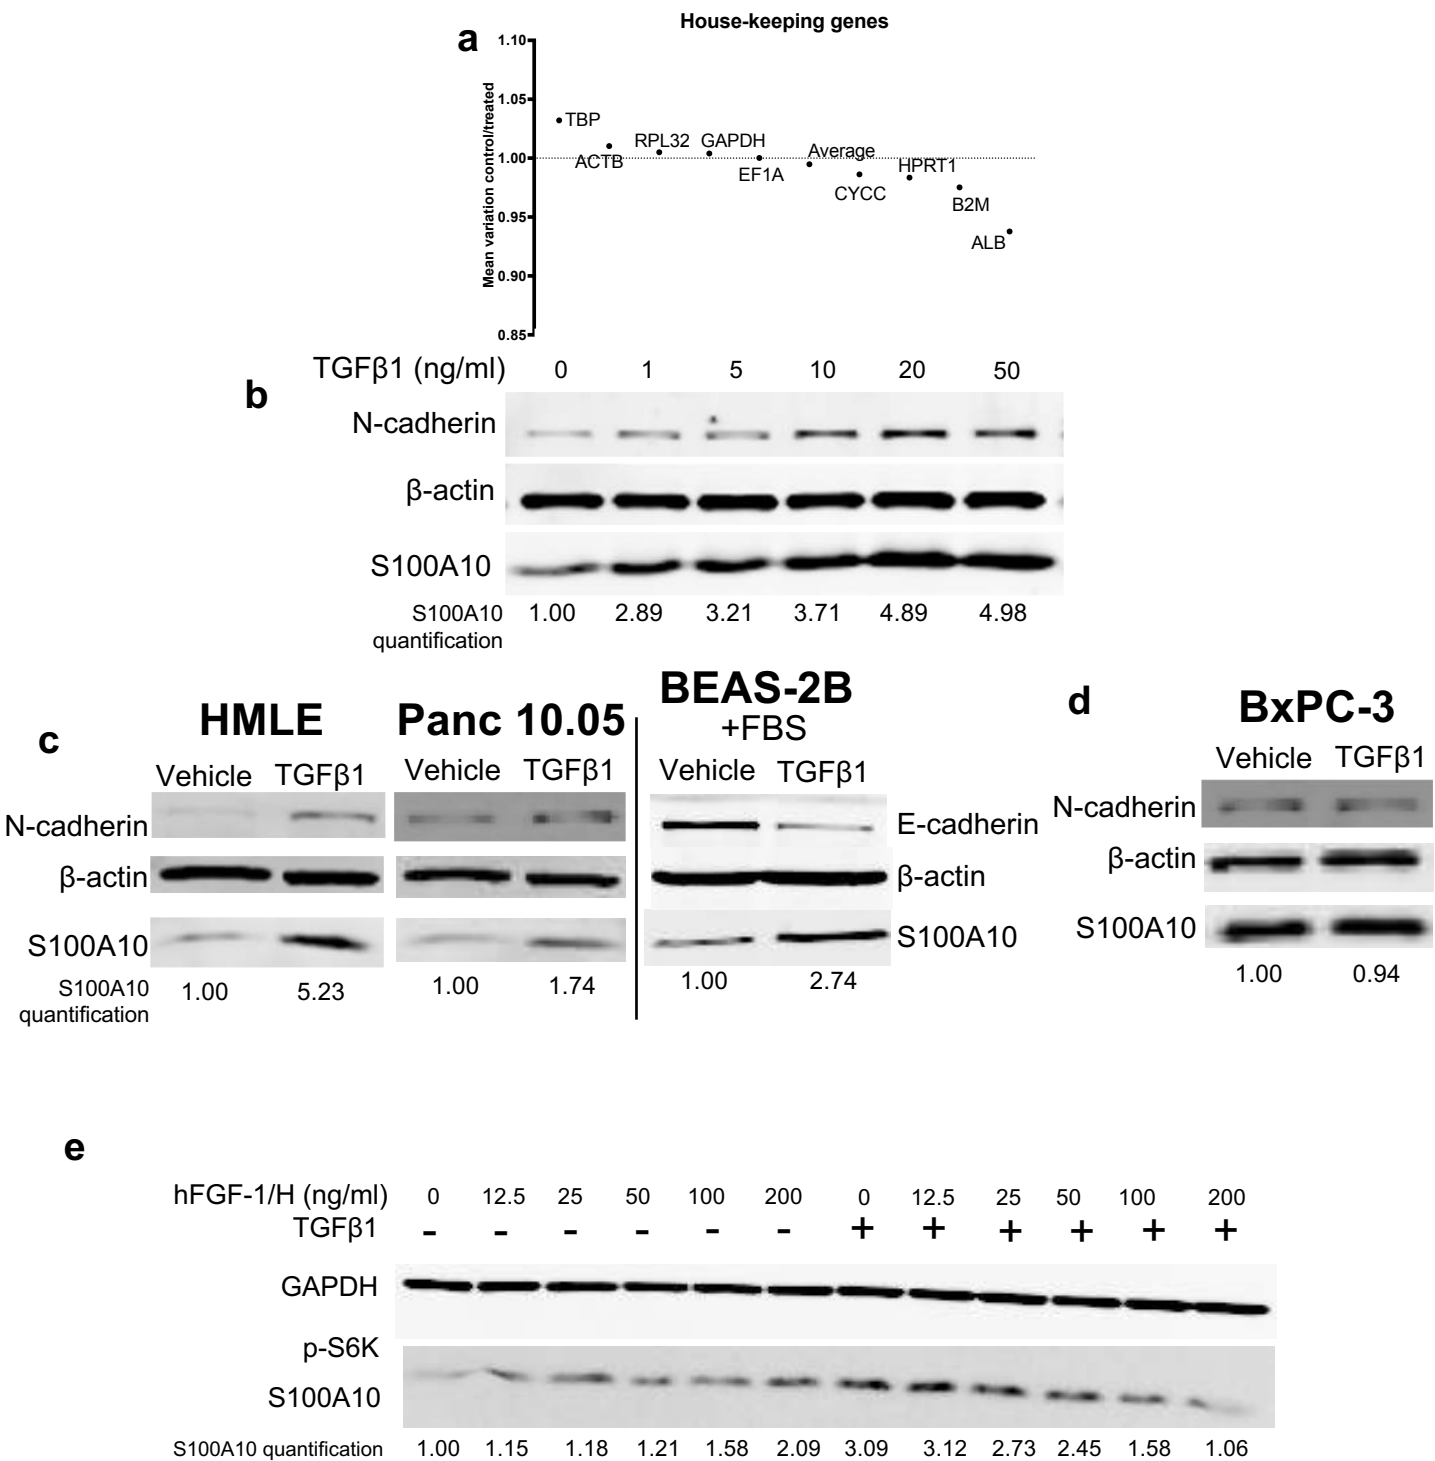 House-keeping genes
a
Mean variation control/treated
1.10
1.05
1.00
0.95
0.90
0.85
TBP
ACTB
RPL32
GAPDH
EF1A
Average
CYCC
HPRT1
B2M
ALB
b
TGFβ1 (ng/ml) 0 1 5 10 20 50
N-cadherin
β-actin
S100A10
S100A10 quantification 1.00 2.89 3.21 3.71 4.89 4.98
c
HMLE Panc 10.05 BEAS-2B
+FBS
Vehicle TGFβ1 Vehicle TGFβ1 Vehicle TGFβ1
N-cadherin E-cadherin
β-actin β-actin
S100A10 S100A10
S100A10 quantification 1.00 5.23 1.00 1.74 1.00 2.74
d
BxPC-3
Vehicle TGFβ1
N-cadherin
β-actin
S100A10
1.00 0.94
e
hFGF-1/H (ng/ml) 0 12.5 25 50 100 200 0 12.5 25 50 100 200
TGFβ1 - - - - - - + + + + + +
GAPDH
p-S6K
S100A10
S100A10 quantification 1.00 1.15 1.18 1.21 1.58 2.09 3.09 3.12 2.73 2.45 1.58 1.06